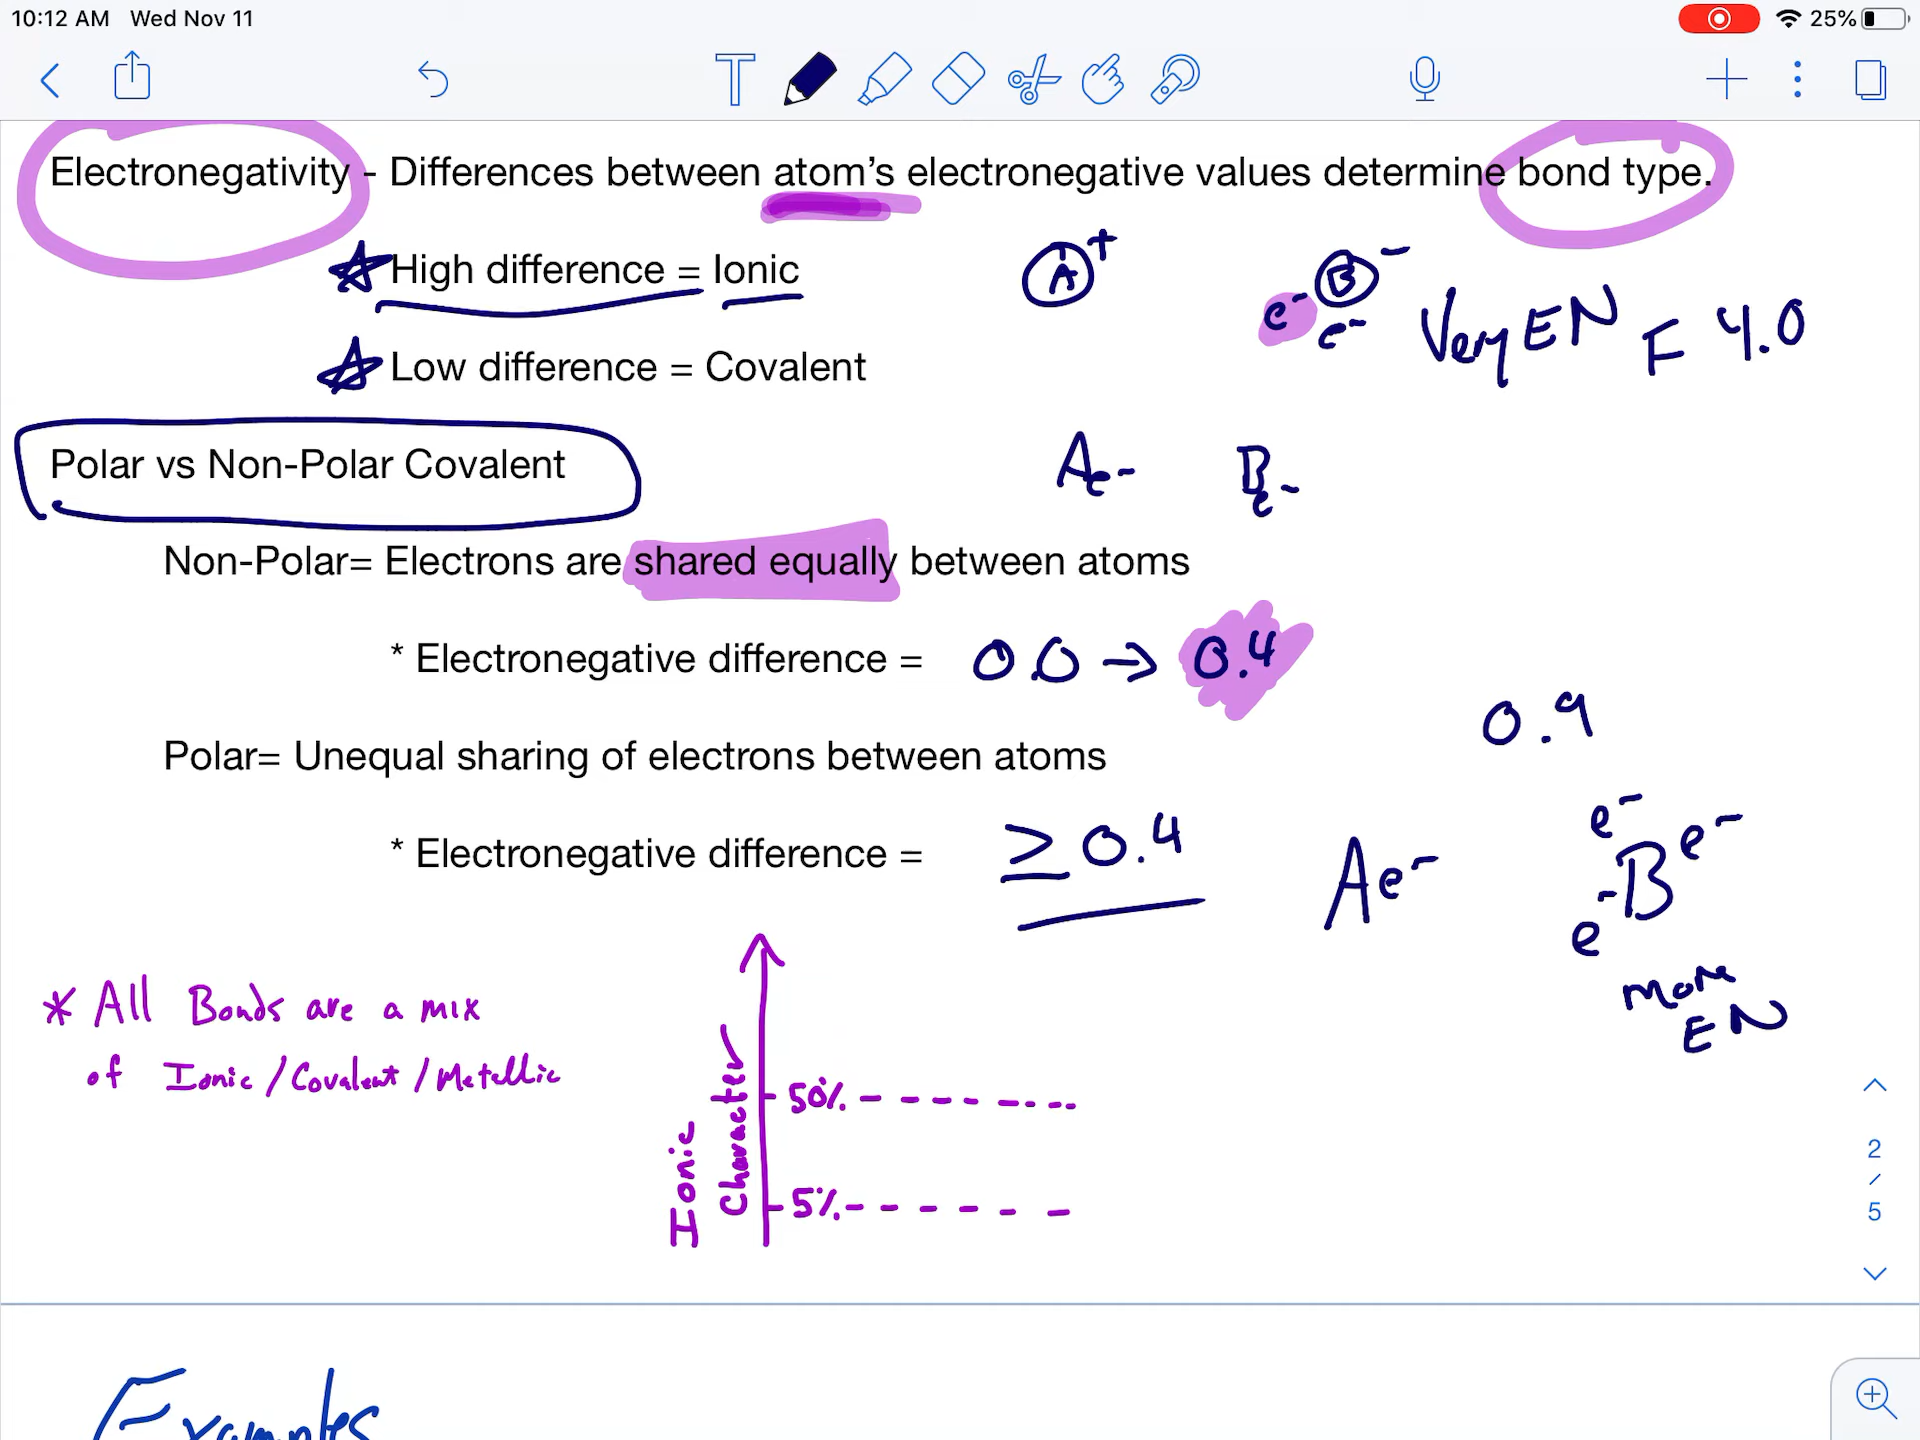 10:12 AM Wed Nov 11
25%
T
Electronegativity - Differences between atom's electronegative values determine bond type.
High difference = Ionic
A+
B-
e- e-
Very EN F 4.0
Low difference = Covalent
Polar vs Non-Polar Covalent
Ae- Be-
Non-Polar= Electrons are shared equally between atoms
* Electronegative difference = 0.0 → 0.4
0.9
Polar= Unequal sharing of electrons between atoms
* Electronegative difference = ≥ 0.4
Ae-
e- B e-
e-
more
EN
* All Bonds are a mix
of Ionic / Covalent / Metallic
Ionic
Character
50%
5%
2
/
5
Examples